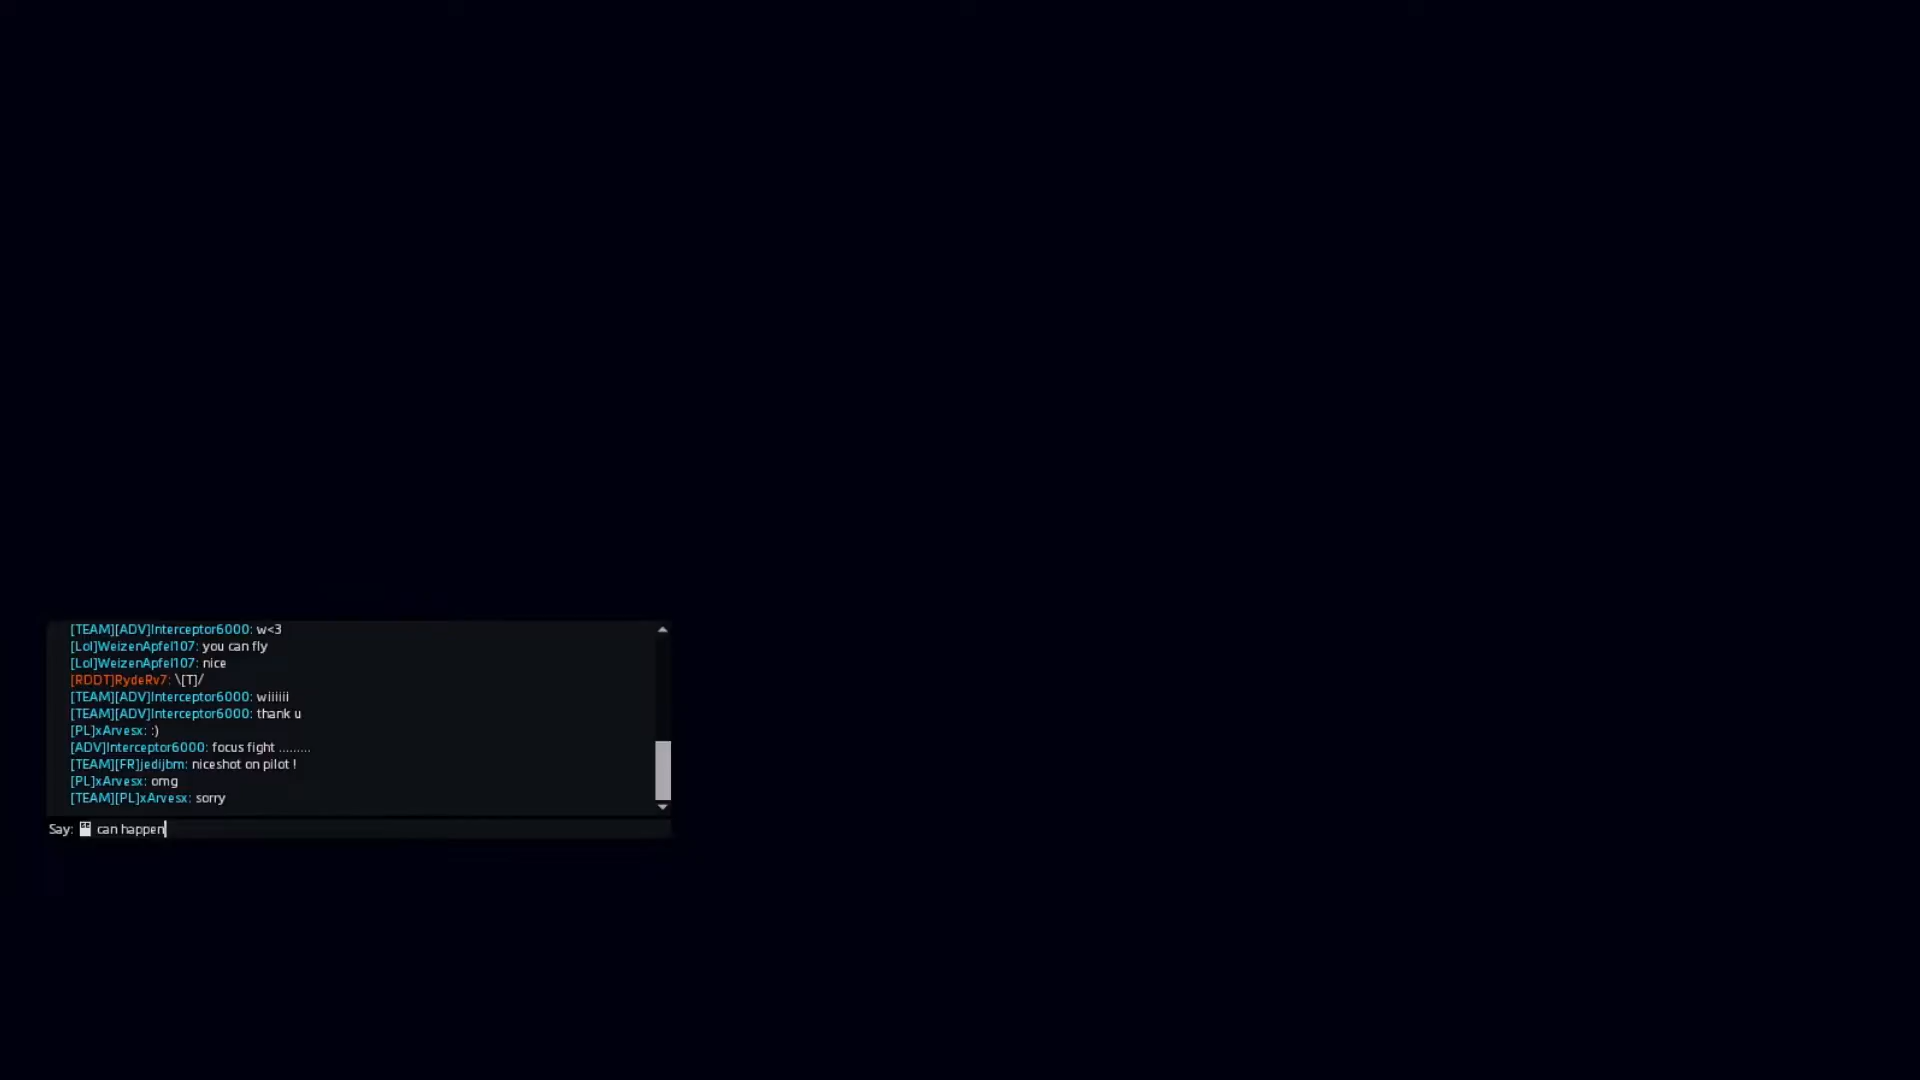 [TEAM][ADV]Interceptor6000: w<3
[Lol]WeizenApfel107: you can fly
[Lol]WeizenApfel107: nice
[RDDT]RydeRv7: \[T]/
[TEAM][ADV]Interceptor6000: wiiiiii
[TEAM][ADV]Interceptor6000: thank u
[PL]xArvesx: :)
[ADV]Interceptor6000: focus fight .........
[TEAM][FR]jedijbm: niceshot on pilot !
[PL]xArvesx: omg
[TEAM][PL]xArvesx: sorry
Say: can happen